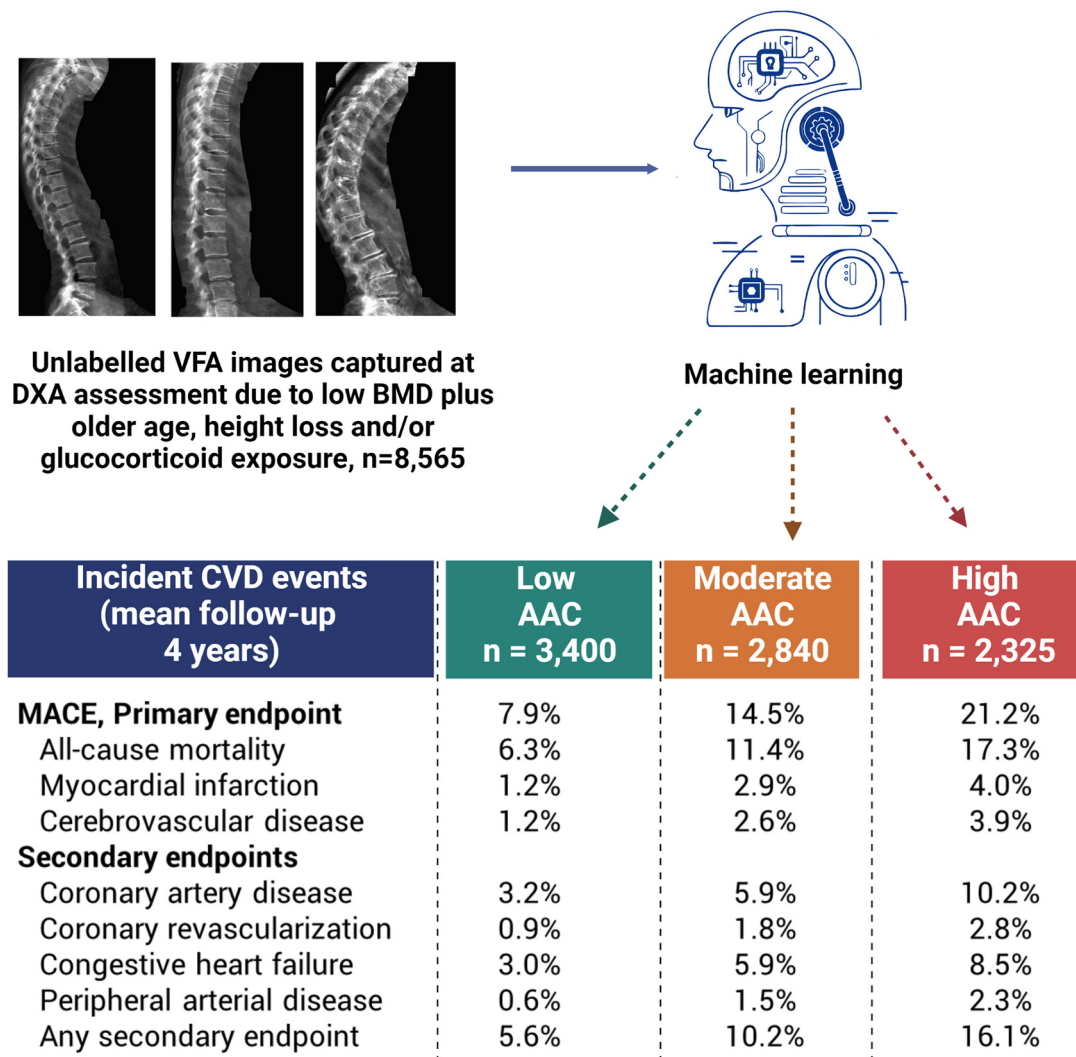 Unlabelled VFA images captured at
DXA assessment due to low BMD plus
older age, height loss and/or
glucocorticoid exposure, n=8,565
Machine learning
Incident CVD events
(mean follow-up
4 years)
Low
AAC
n = 3,400
Moderate
AAC
n = 2,840
High
AAC
n = 2,325
MACE, Primary endpoint 7.9% 14.5% 21.2%
All-cause mortality 6.3% 11.4% 17.3%
Myocardial infarction 1.2% 2.9% 4.0%
Cerebrovascular disease 1.2% 2.6% 3.9%
Secondary endpoints
Coronary artery disease 3.2% 5.9% 10.2%
Coronary revascularization 0.9% 1.8% 2.8%
Congestive heart failure 3.0% 5.9% 8.5%
Peripheral arterial disease 0.6% 1.5% 2.3%
Any secondary endpoint 5.6% 10.2% 16.1%